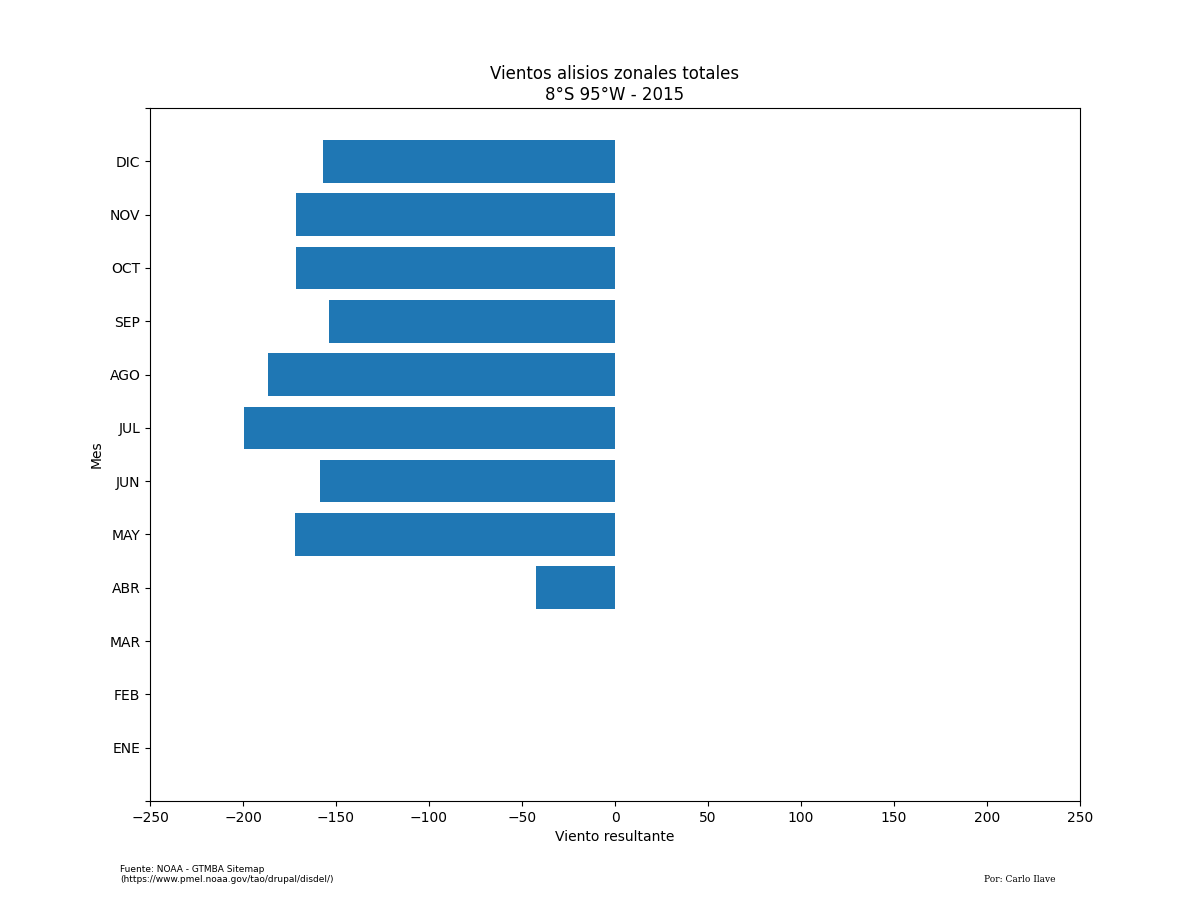 Vientos alisios zonales totales
8°S 95°W - 2015
DIC
NOV
OCT
SEP
AGO
JUL
JUN
MAY
ABR
MAR
FEB
ENE
Mes
−250 −200 −150 −100 −50 0 50 100 150 200 250
Viento resultante
Fuente: NOAA - GTMBA Sitemap
(https://www.pmel.noaa.gov/tao/drupal/disdel/)
Por: Carlo Ilave